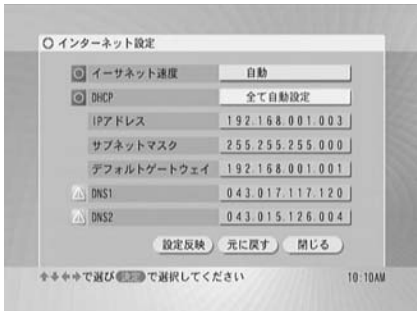 インターネット設定
イーサネット速度 自動
DHCP 全て自動設定
IPアドレス 192.168.001.003
サブネットマスク 255.255.255.000
デフォルトゲートウェイ 192.168.001.001
DNS1 043.017.117.120
DNS2 043.015.126.004
設定反映 元に戻す 閉じる
で選び 決定 で選択してください 10:10AM